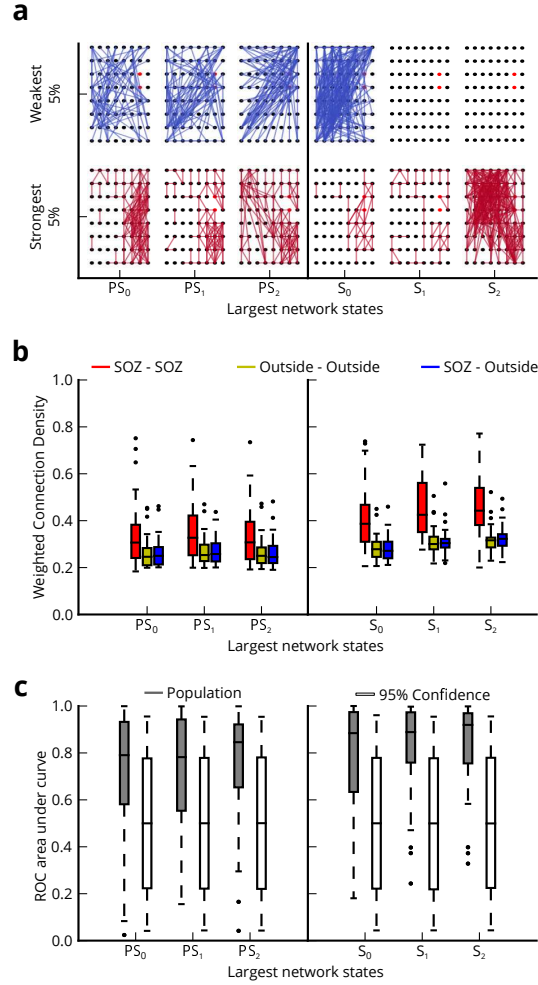 a
Weakest
5%
Strongest
5%
PS₀ PS₁ PS₂ S₀ S₁ S₂
Largest network states
b
SOZ - SOZ Outside - Outside SOZ - Outside
Weighted Connection Density
1.0
0.8
0.6
0.4
0.2
0.0
PS₀ PS₁ PS₂ S₀ S₁ S₂
Largest network states
c
Population 95% Confidence
ROC area under curve
1.0
0.8
0.6
0.4
0.2
0.0
PS₀ PS₁ PS₂ S₀ S₁ S₂
Largest network states